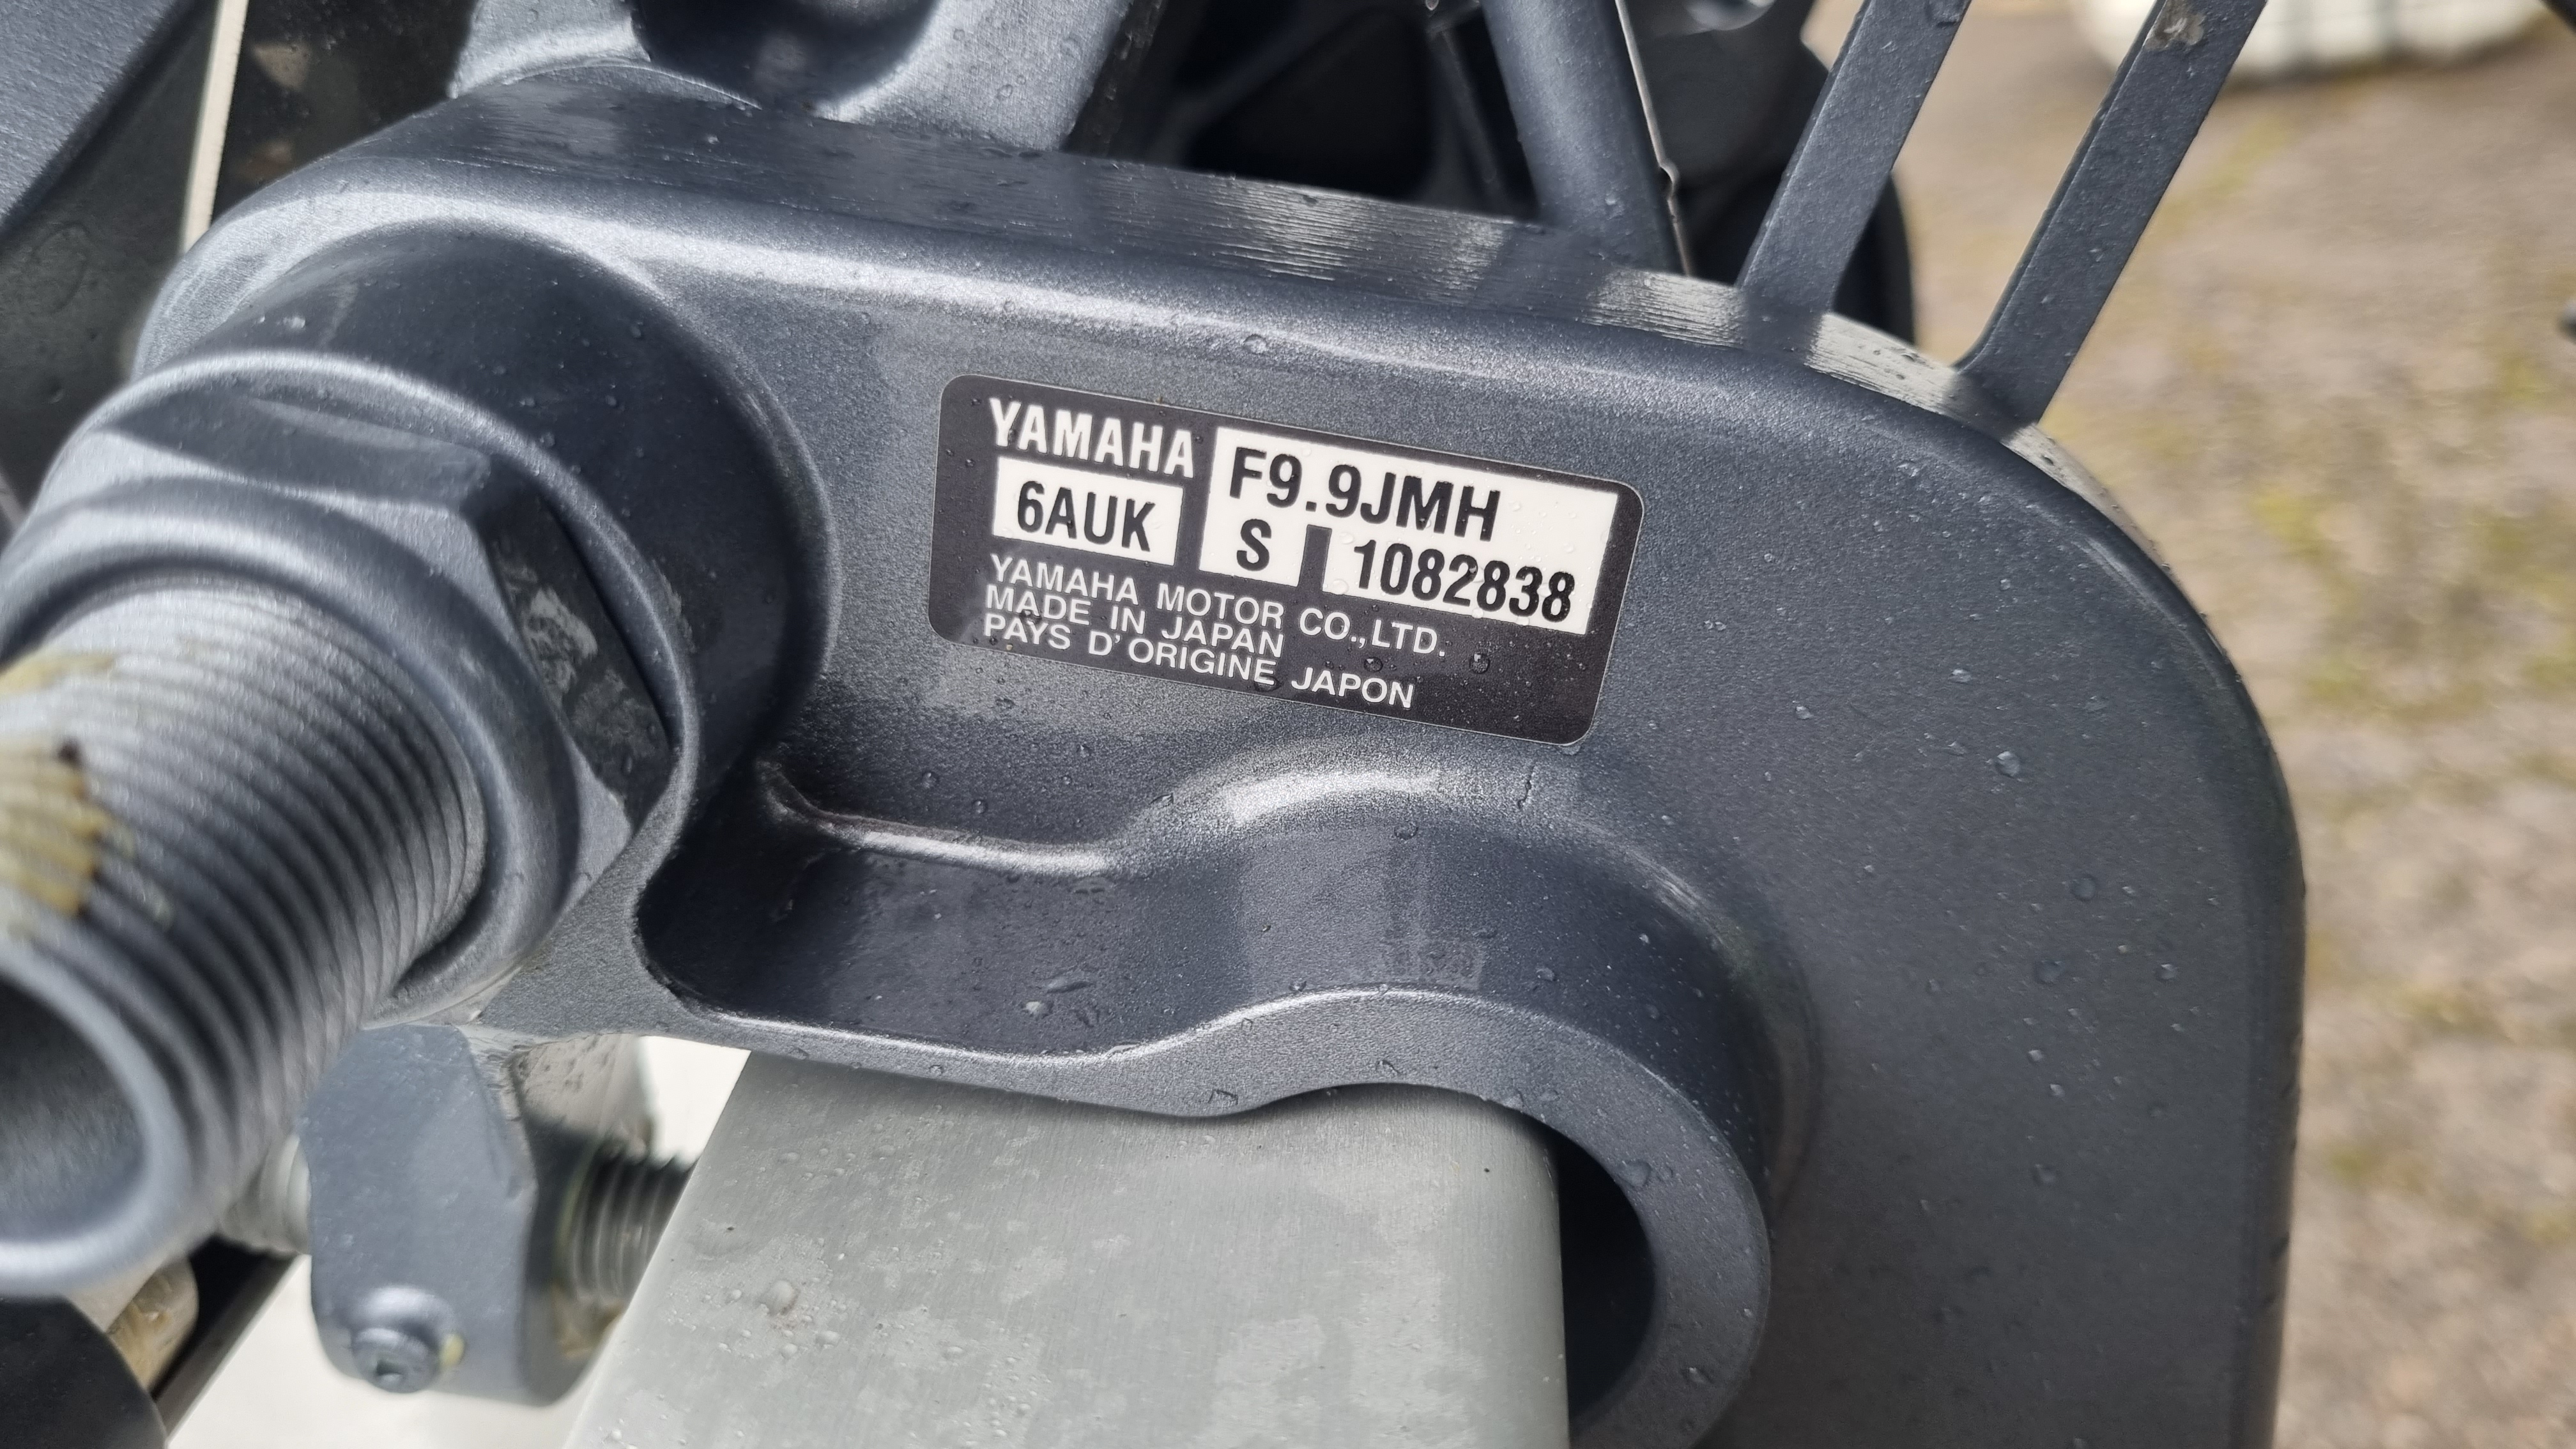 YAMAHA
F9.9JMH
6AUK
S 1082838
YAMAHA MOTOR CO.,LTD.
MADE IN JAPAN
PAYS D'ORIGINE JAPON